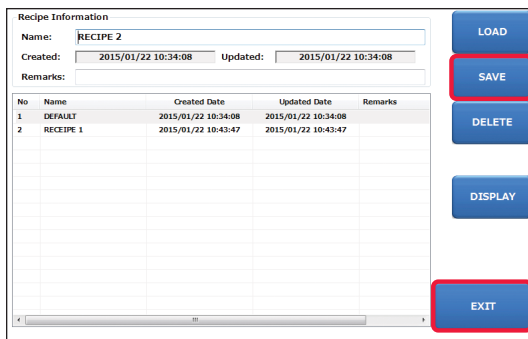 Recipe Information
Name: RECIPE 2
Created: 2015/01/22 10:34:08 Updated: 2015/01/22 10:34:08
Remarks:
No Name Created Date Updated Date Remarks
1 DEFAULT 2015/01/22 10:34:08 2015/01/22 10:34:08
2 RECEIPE 1 2015/01/22 10:43:47 2015/01/22 10:43:47
LOAD
SAVE
DELETE
DISPLAY
EXIT